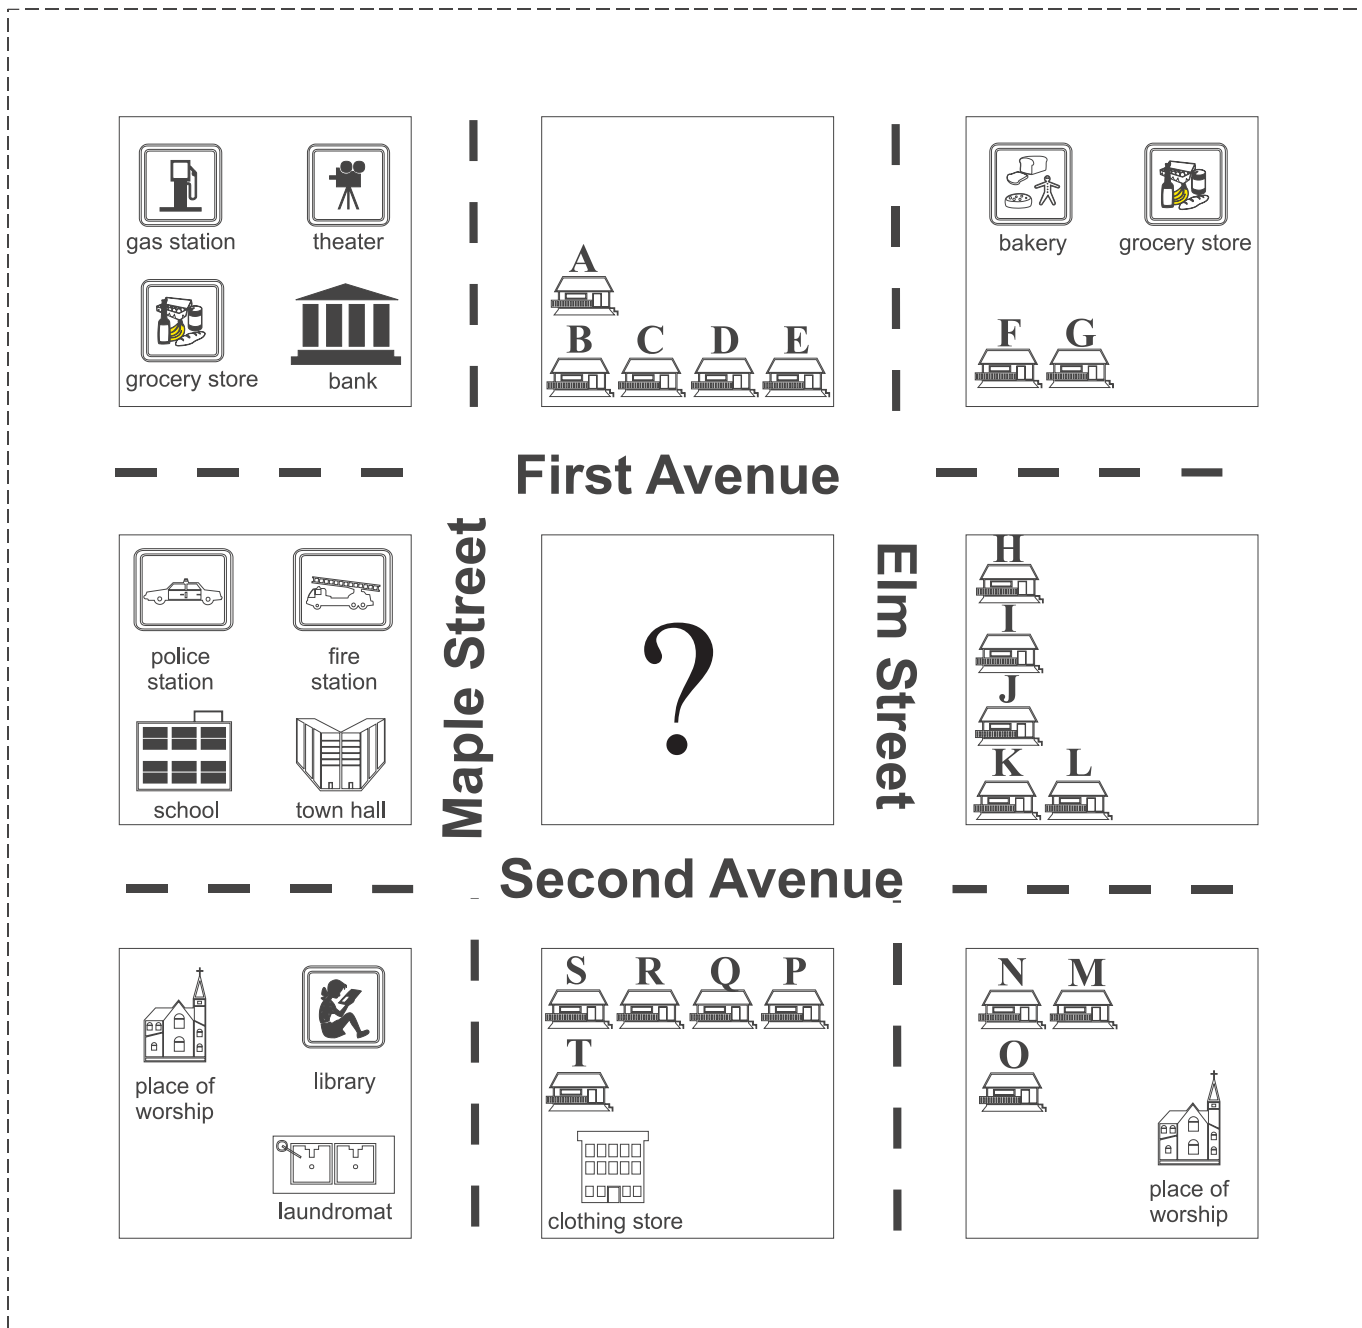 gas station
theater
grocery store
bank
A
B C D E
bakery
grocery store
F G
First Avenue
police
station
fire
station
school
town hall
Maple Street
?
Elm Street
H
I
J
K L
Second Avenue
place of
worship
library
laundromat
S R Q P
T
clothing store
N M
O
place of
worship